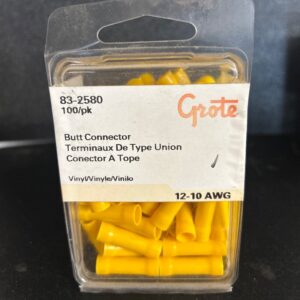 83-2580
100/pk
Grote
Butt Connector
Terminaux De Type Union
Conector A Tope
Vinyl/Vinyle/Vinilo
12-10 AWG